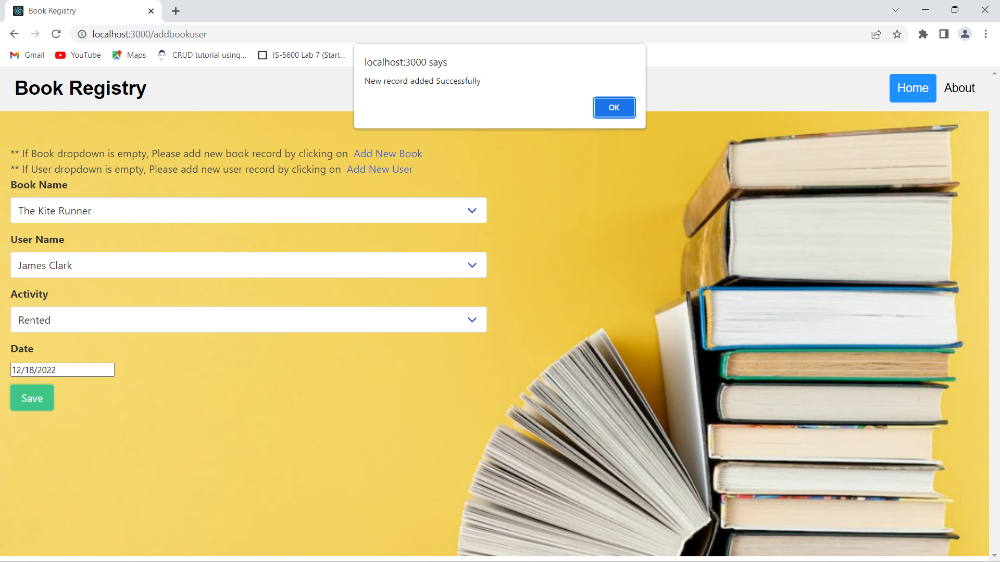 Book Registry
localhost:3000/addbookuser
Gmail YouTube Maps CRUD tutorial using... IS-5600 Lab 7 (Start...
localhost:3000 says
New record added Successfully
OK
Book Registry
Home About
** If Book dropdown is empty, Please add new book record by clicking on Add New Book
** If User dropdown is empty, Please add new user record by clicking on Add New User
Book Name
The Kite Runner
User Name
James Clark
Activity
Rented
Date
12/18/2022
Save